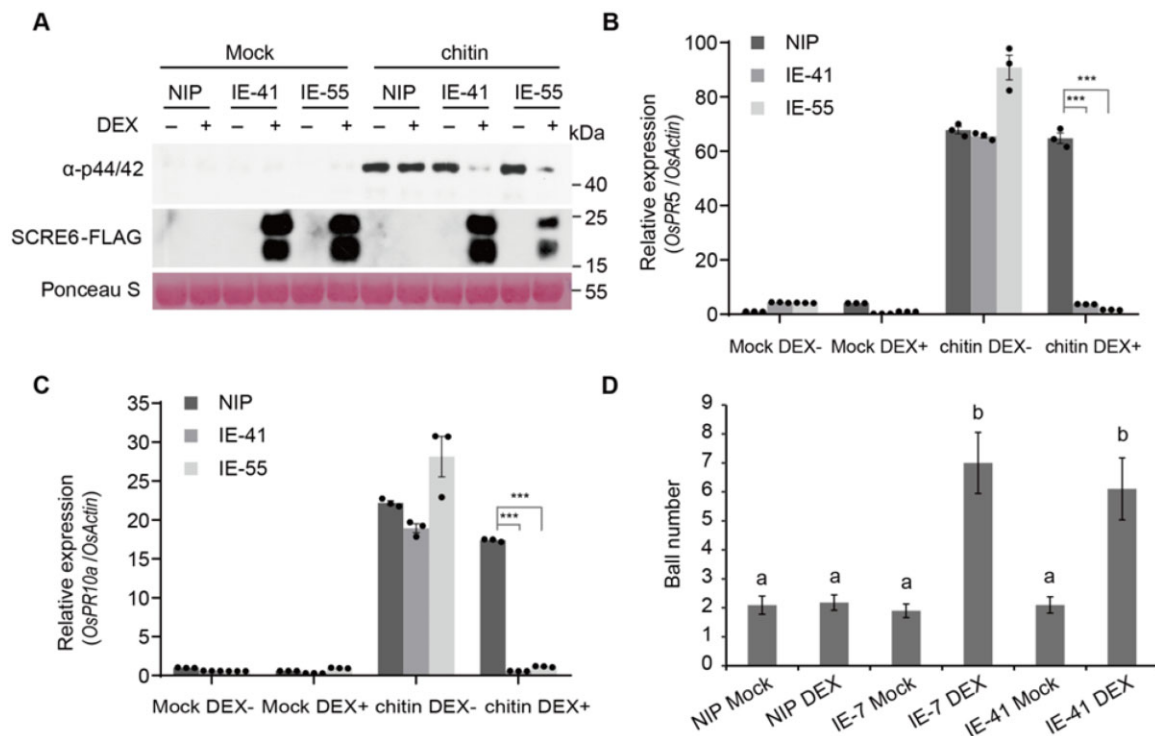 A
Mock chitin
NIP IE-41 IE-55 NIP IE-41 IE-55
DEX – + – + – + – + – + – + kDa
α-p44/42
40
SCRE6-FLAG
25
15
Ponceau S
55
B
NIP
IE-41
IE-55
Relative expression
(OsPR5 /OsActin)
100
80
60
40
20
0
***
***
Mock DEX- Mock DEX+ chitin DEX- chitin DEX+
C
NIP
IE-41
IE-55
Relative expression
(OsPR10a /OsActin)
35
30
25
20
15
10
5
0
***
***
Mock DEX- Mock DEX+ chitin DEX- chitin DEX+
D
Ball number
9
8
7
6
5
4
3
2
1
0
a a a b a b
NIP Mock
NIP DEX
IE-7 Mock
IE-7 DEX
IE-41 Mock
IE-41 DEX